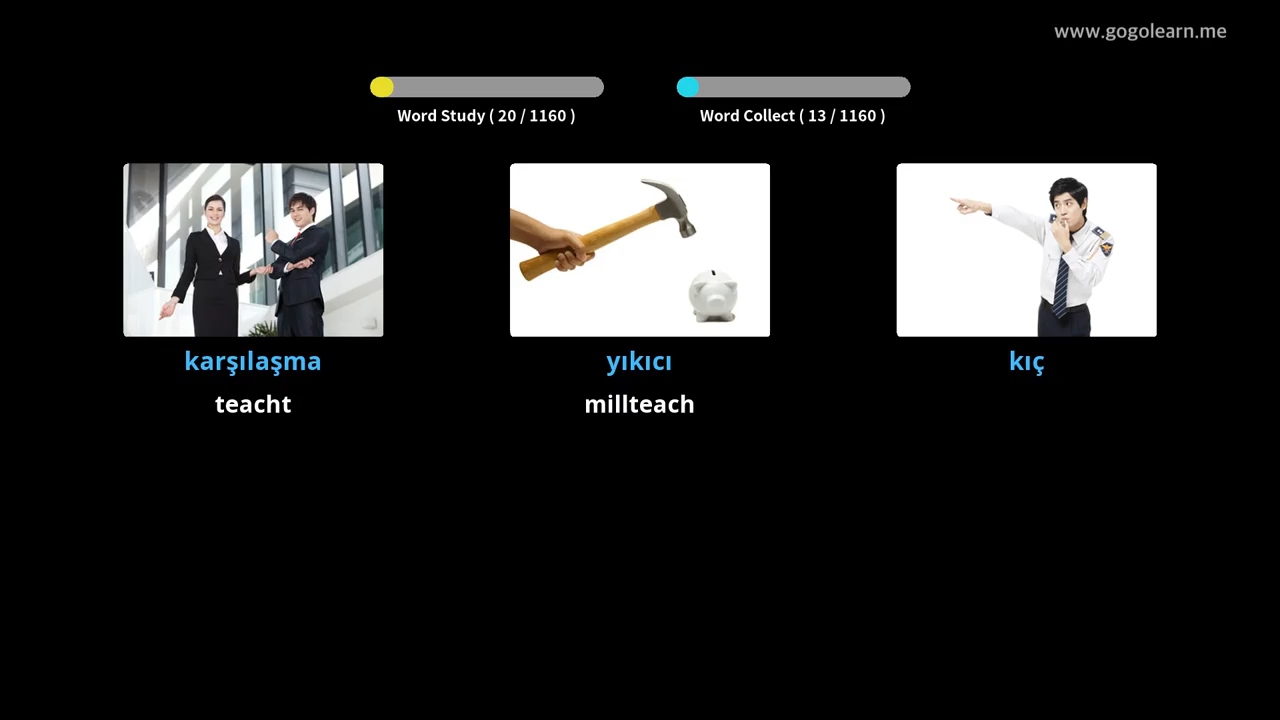 www.gogolearn.me
Word Study ( 20 / 1160 )
Word Collect ( 13 / 1160 )
karşılaşma
teacht
yıkıcı
millteach
kıç